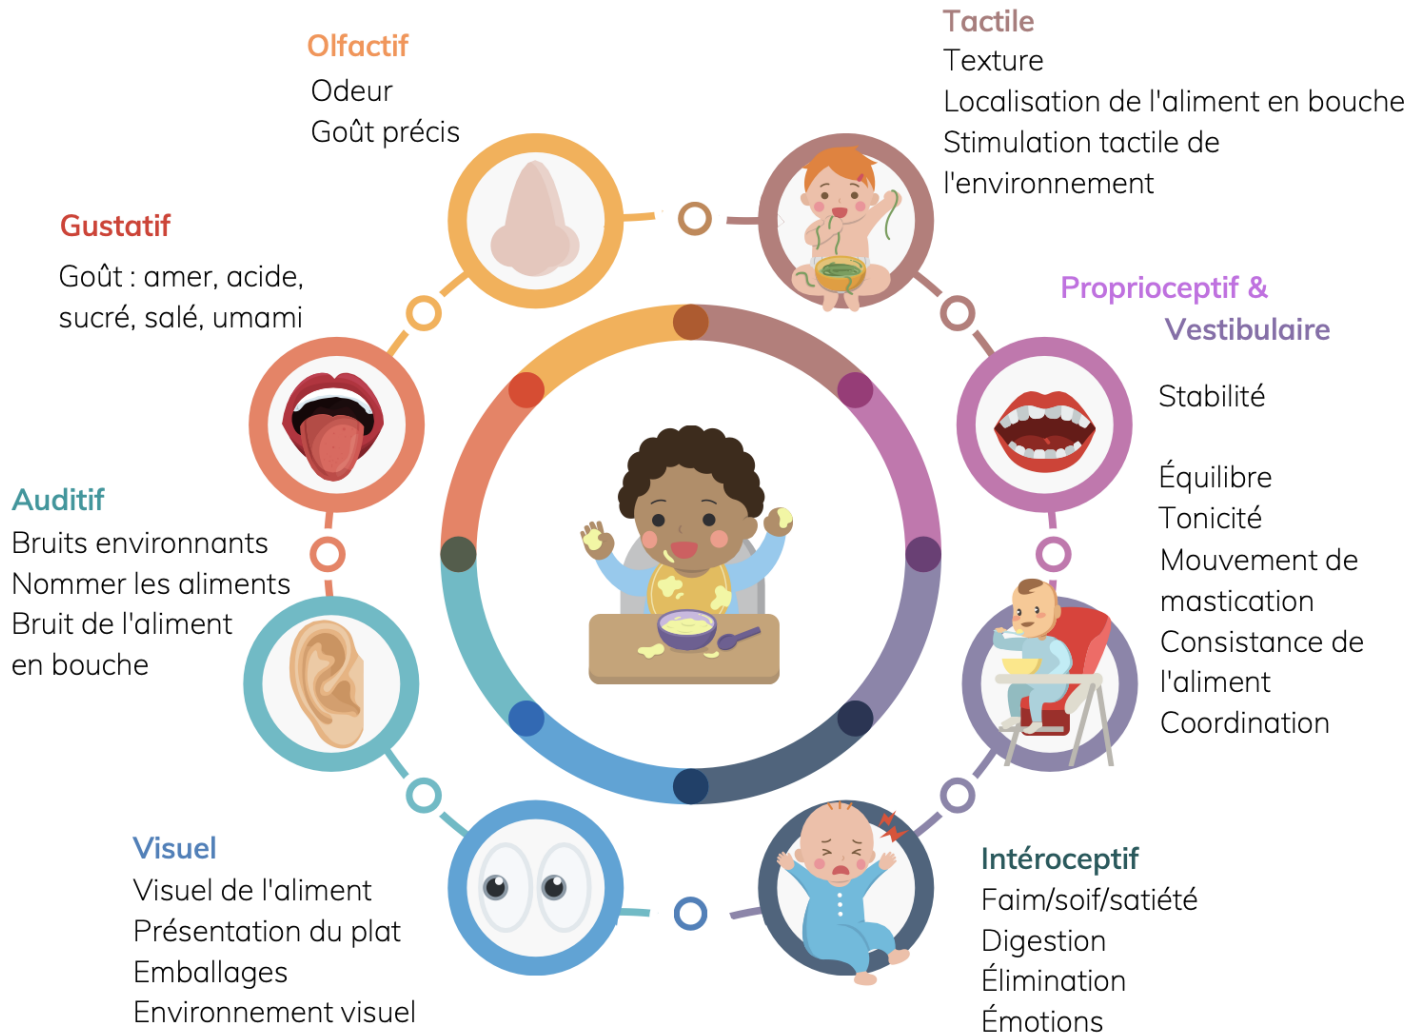 Olfactif
Odeur
Goût précis
Tactile
Texture
Localisation de l'aliment en bouche
Stimulation tactile de
l'environnement
Gustatif
Goût : amer, acide,
sucré, salé, umami
Proprioceptif &
Vestibulaire
Stabilité
Équilibre
Tonicité
Mouvement de
mastication
Consistance de
l'aliment
Coordination
Auditif
Bruits environnants
Nommer les aliments
Bruit de l'aliment
en bouche
Visuel
Visuel de l'aliment
Présentation du plat
Emballages
Environnement visuel
Intéroceptif
Faim/soif/satiété
Digestion
Élimination
Émotions